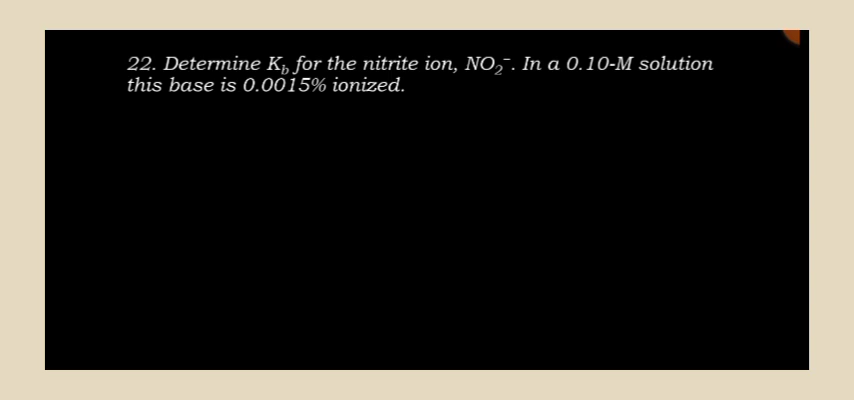 22. Determine K_b for the nitrite ion, NO₂⁻. In a 0.10-M solution
this base is 0.0015% ionized.